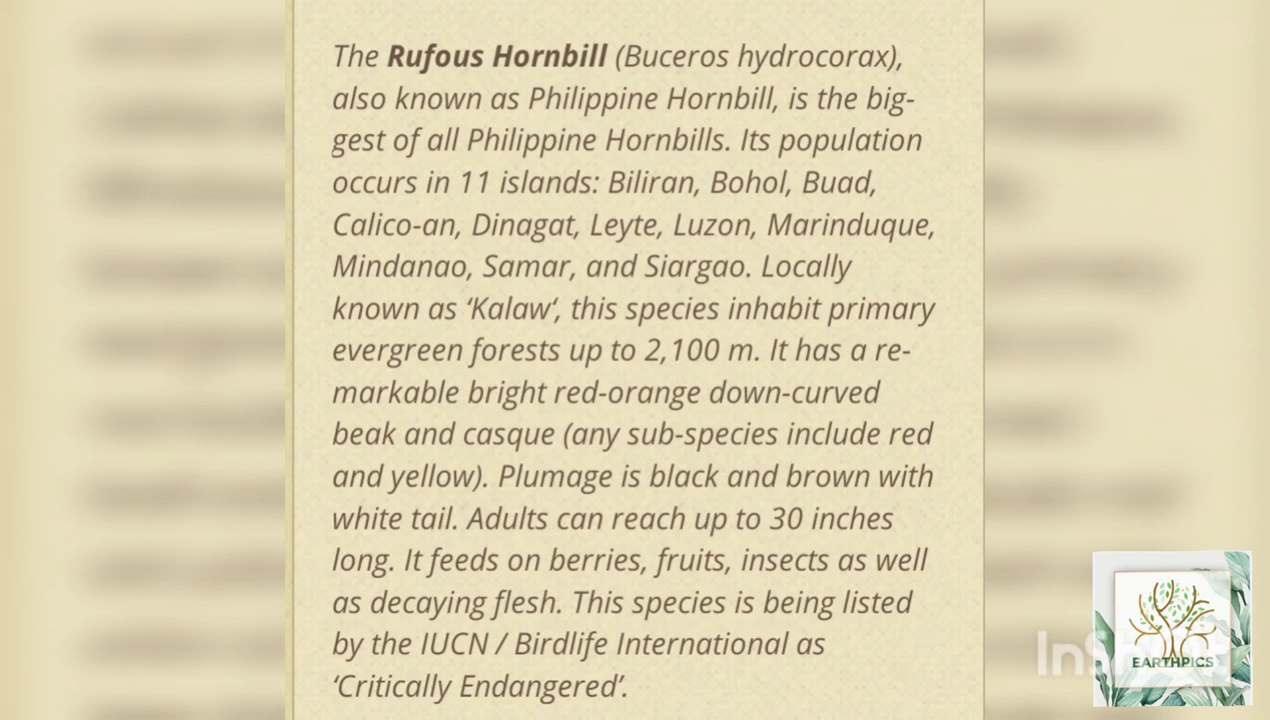 The Rufous Hornbill (Buceros hydrocorax),
also known as Philippine Hornbill, is the big-
gest of all Philippine Hornbills. Its population
occurs in 11 islands: Biliran, Bohol, Buad,
Calico-an, Dinagat, Leyte, Luzon, Marinduque,
Mindanao, Samar, and Siargao. Locally
known as ‘Kalaw‘, this species inhabit primary
evergreen forests up to 2,100 m. It has a re-
markable bright red-orange down-curved
beak and casque (any sub-species include red
and yellow). Plumage is black and brown with
white tail. Adults can reach up to 30 inches
long. It feeds on berries, fruits, insects as well
as decaying flesh. This species is being listed
by the IUCN / Birdlife International as
‘Critically Endangered’.
EARTHPICS